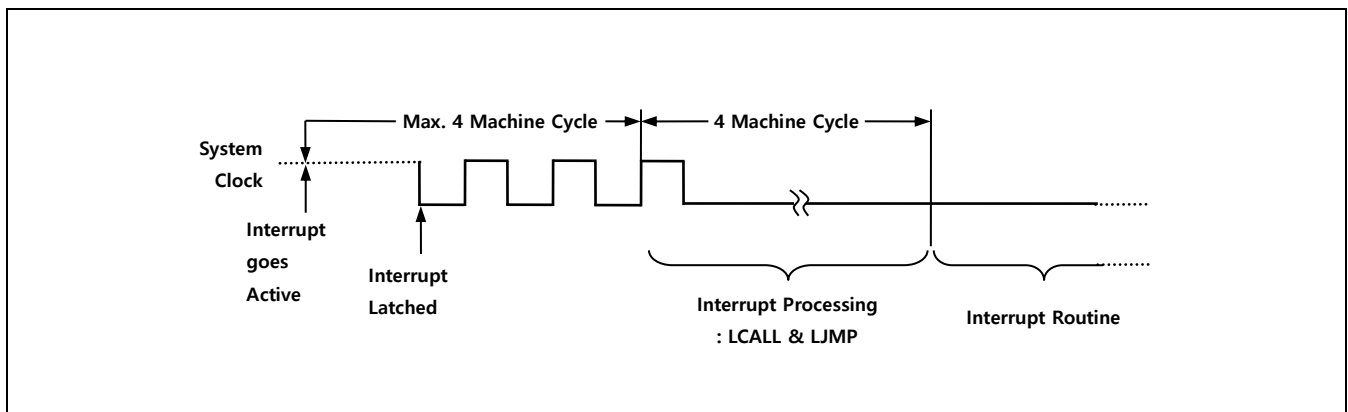 Max. 4 Machine Cycle
4 Machine Cycle
System
Clock
Interrupt
goes
Active
Interrupt
Latched
Interrupt Processing
: LCALL & LJMP
Interrupt Routine